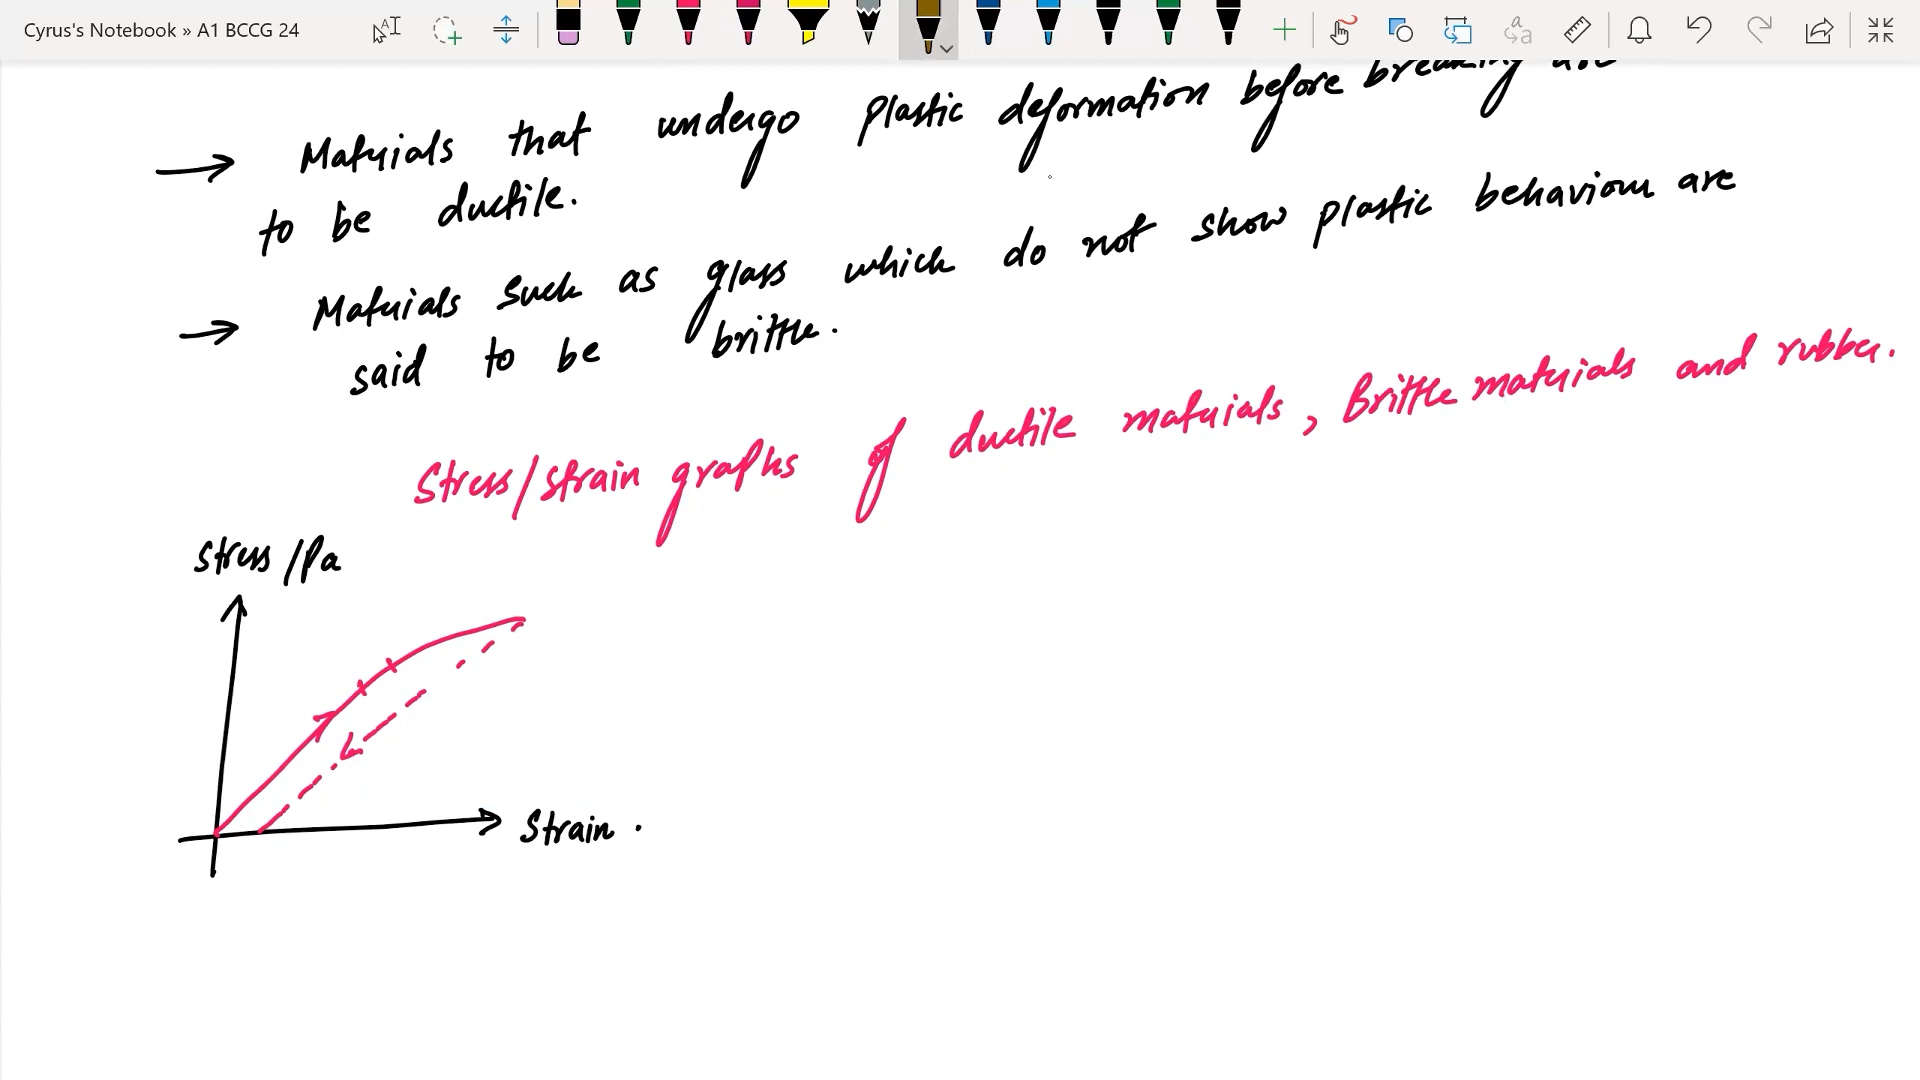 Cyrus's Notebook » A1 BCCG 24
→ Materials that undergo plastic deformation before breaking are
to be ductile.
→ Materials such as glass which do not show plastic behaviour are
said to be brittle.
Stress/strain graphs of ductile materials, Brittle materials and rubber.
Stress/Pa
Strain.